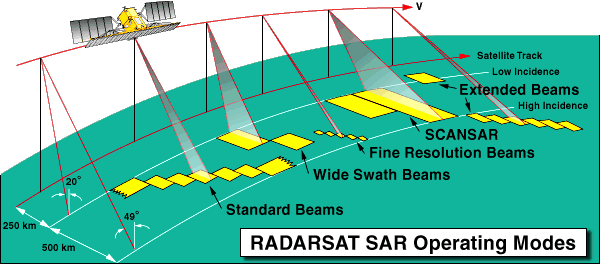 V
Satellite Track
Low Incidence
Extended Beams
High Incidence
SCANSAR
Fine Resolution Beams
Wide Swath Beams
20°
Standard Beams
49°
250 km
500 km
RADARSAT SAR Operating Modes